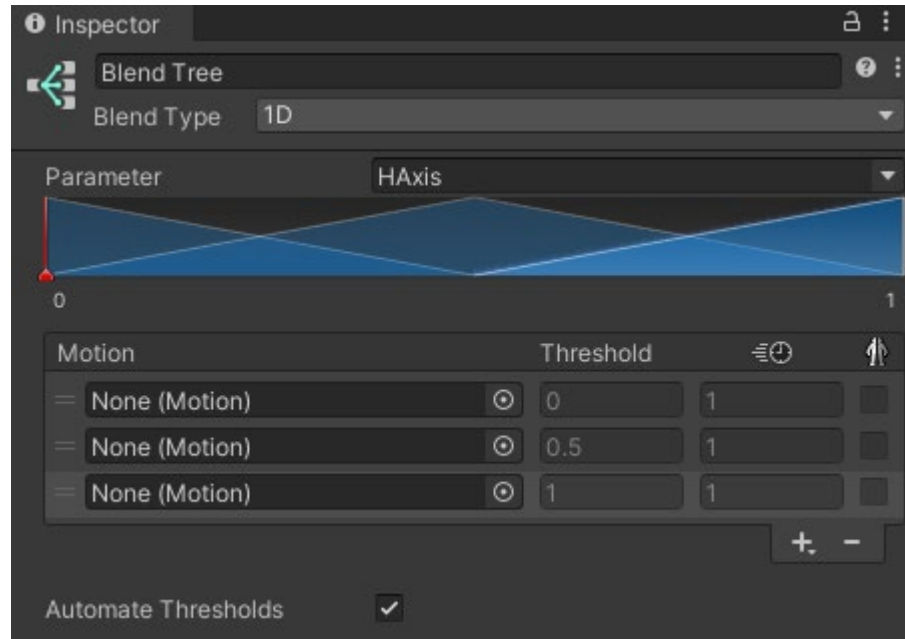 Inspector
Blend Tree
Blend Type 1D
Parameter HAxis
0 1
Motion Threshold
None (Motion) 0 1
None (Motion) 0.5 1
None (Motion) 1 1
Automate Thresholds